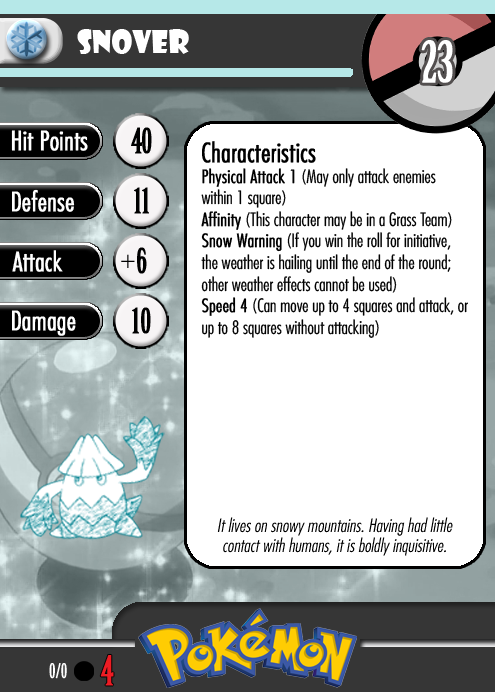 SNOVER
23
Hit Points 40
Defense 11
Attack +6
Damage 10
Characteristics
Physical Attack 1 (May only attack enemies
within 1 square)
Affinity (This character may be in a Grass Team)
Snow Warning (If you win the roll for initiative,
the weather is hailing until the end of the round;
other weather effects cannot be used)
Speed 4 (Can move up to 4 squares and attack, or
up to 8 squares without attacking)
It lives on snowy mountains. Having had little
contact with humans, it is boldly inquisitive.
0/0 4
POKéMON